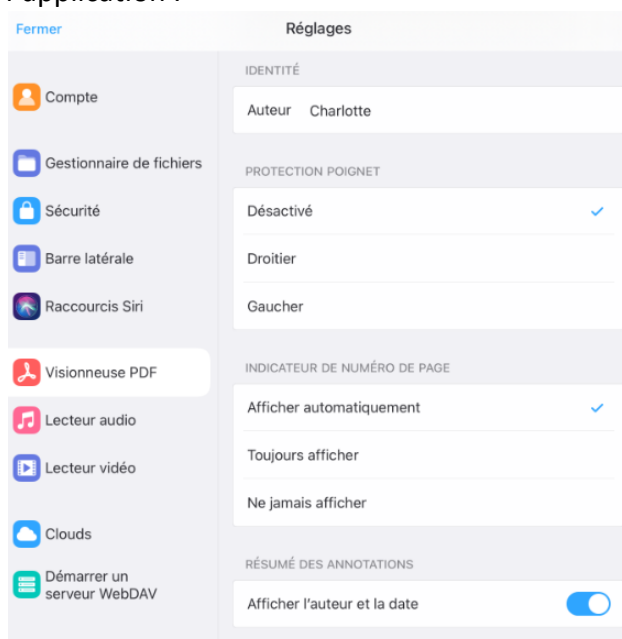 l'application :
Fermer
Réglages
Compte
Gestionnaire de fichiers
Sécurité
Barre latérale
Raccourcis Siri
Visionneuse PDF
Lecteur audio
Lecteur vidéo
Clouds
Démarrer un
serveur WebDAV
IDENTITÉ
Auteur Charlotte
PROTECTION POIGNET
Désactivé
Droitier
Gaucher
INDICATEUR DE NUMÉRO DE PAGE
Afficher automatiquement
Toujours afficher
Ne jamais afficher
RÉSUMÉ DES ANNOTATIONS
Afficher l'auteur et la date